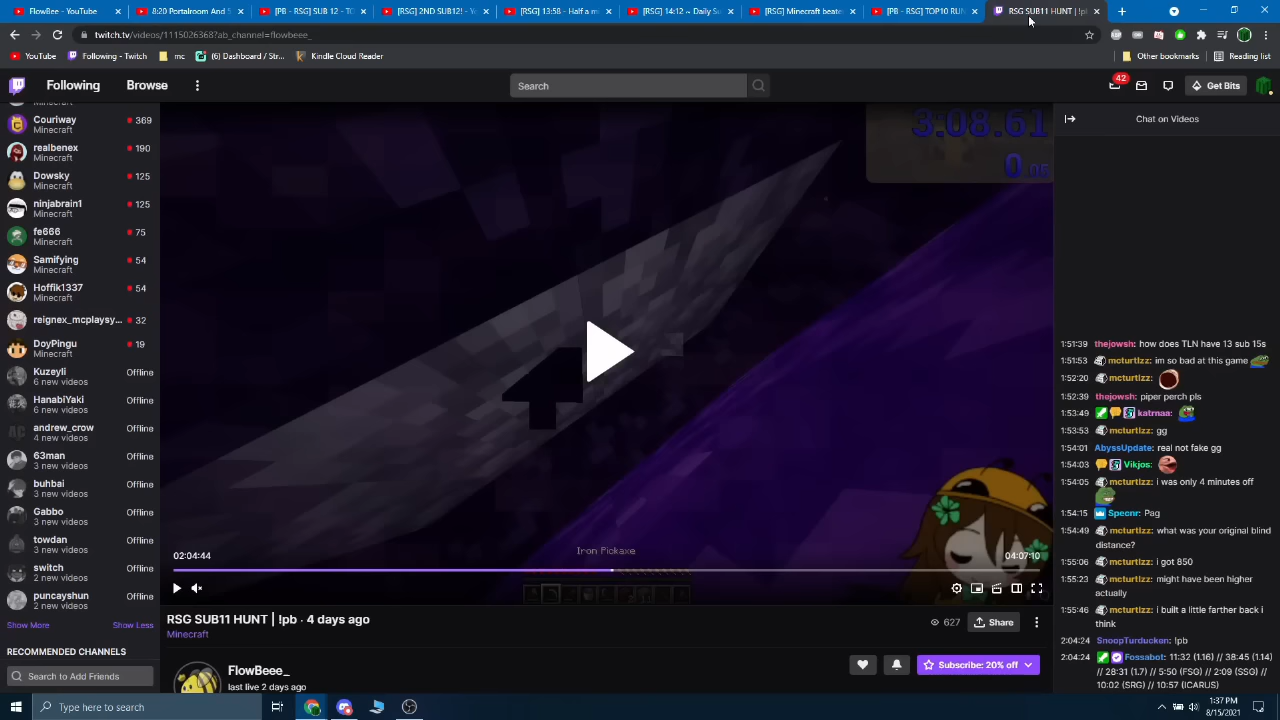 FlowBee - YouTube
8:20 Portalroom And 5
[PB - RSG] SUB 12 - TO
[RSG] 2ND SUB12! - Yo
[RSG] 13:58 - Half a m
[RSG] 14:12 ~ Daily Su
[RSG] Minecraft beate
[PB - RSG] TOP10 RUN
RSG SUB11 HUNT | !pb
twitch.tv/videos/1115026368?ab_channel=flowbeee_
YouTube
Following - Twitch
mc
(6) Dashboard / Str...
Kindle Cloud Reader
Other bookmarks
Reading list
Following
Browse
Search
42
Get Bits
Minecraft
Couriway
369
Minecraft
realbenex
190
Minecraft
Dowsky
125
Minecraft
ninjabrain1
125
Minecraft
fe666
75
Minecraft
Samifying
54
Minecraft
Hoffik1337
54
Minecraft
reignex_mcplaysy...
32
DoyPingu
19
Minecraft
Kuzeyli
Offline
6 new videos
HanabiYaki
Offline
6 new videos
andrew_crow
Offline
4 new videos
63man
Offline
3 new videos
buhbai
Offline
3 new videos
Gabbo
Offline
3 new videos
towdan
Offline
3 new videos
switch
Offline
2 new videos
puncayshun
Offline
2 new videos
Show More
Show Less
RECOMMENDED CHANNELS
Search to Add Friends
3:08.61
0.06
Iron Pickaxe
02:04:44
04:07:10
RSG SUB11 HUNT | !pb · 4 days ago
Minecraft
627
Share
FlowBeee_
last live 2 days ago
Subscribe: 20% off
Chat on Videos
1:51:39 thejowsh: how does TLN have 13 sub 15s
1:51:53 mcturtlzz: im so bad at this game
1:52:20 mcturtlzz:
1:52:39 thejowsh: piper perch pls
1:53:49 katrnaa:
1:53:53 mcturtlzz: gg
1:54:01 AbyssUpdate: real not fake gg
1:54:03 Vikjos:
1:54:05 mcturtlzz: i was only 4 minutes off
1:54:15 Specnr: Pag
1:54:49 mcturtlzz: what was your original blind
distance?
1:55:06 mcturtlzz: i got 850
1:55:23 mcturtlzz: might have been higher
actually
1:55:46 mcturtlzz: i built a little farther back i
think
2:04:24 SnoopTurducken: !pb
2:04:24 Fossabot: 11:32 (1.16) // 38:45 (1.14)
// 28:31 (1.7) // 5:50 (FSG) // 2:09 (SSG) //
10:02 (SRG) // 10:57 (ICARUS)
Type here to search
1:37 PM
8/15/2021